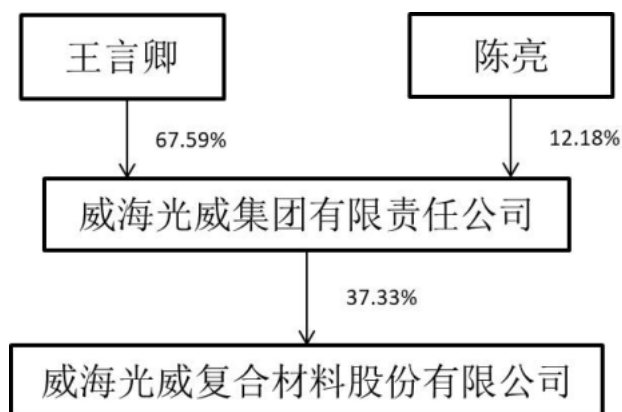 王言卿
陈亮
67.59%
12.18%
威海光威集团有限责任公司
37.33%
威海光威复合材料股份有限公司